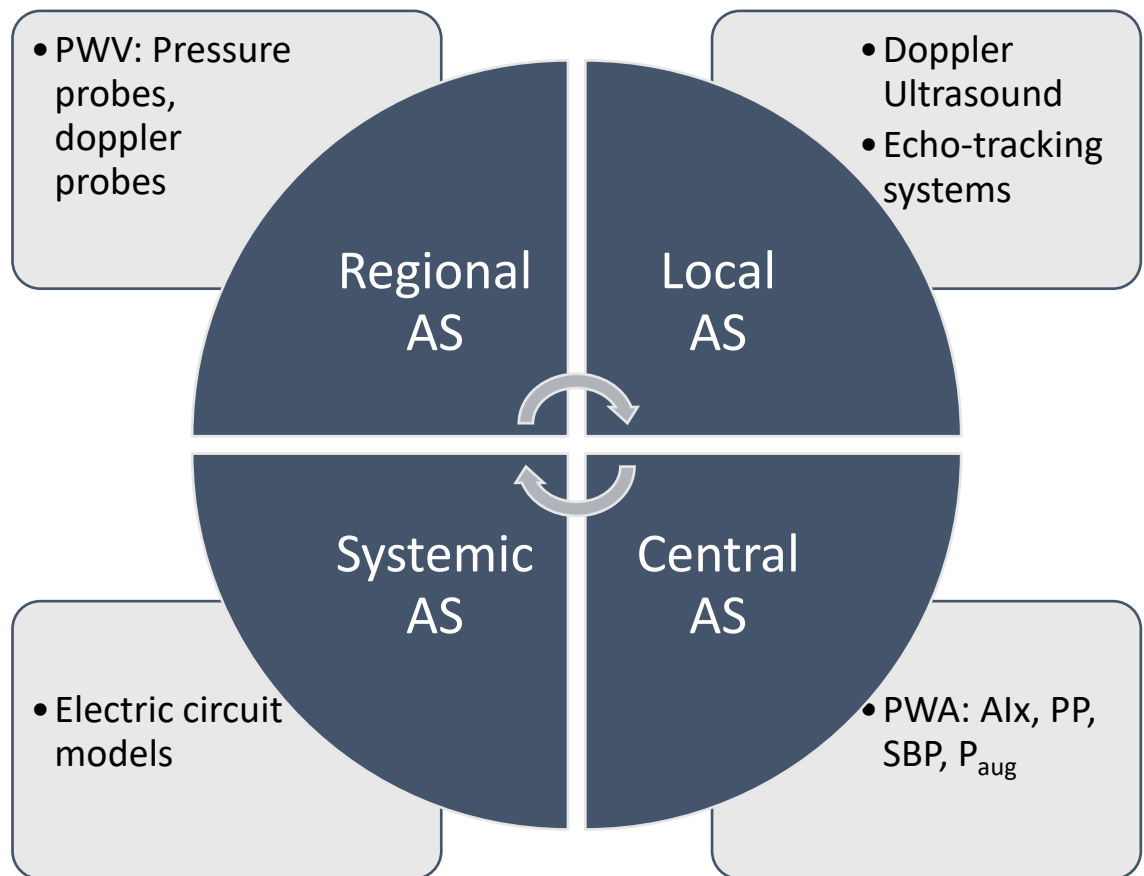 • PWV: Pressure
probes,
doppler
probes
• Doppler
Ultrasound
• Echo-tracking
systems
Regional
AS
Local
AS
Systemic
AS
Central
AS
• Electric circuit
models
• PWA: AIx, PP,
SBP, Paug